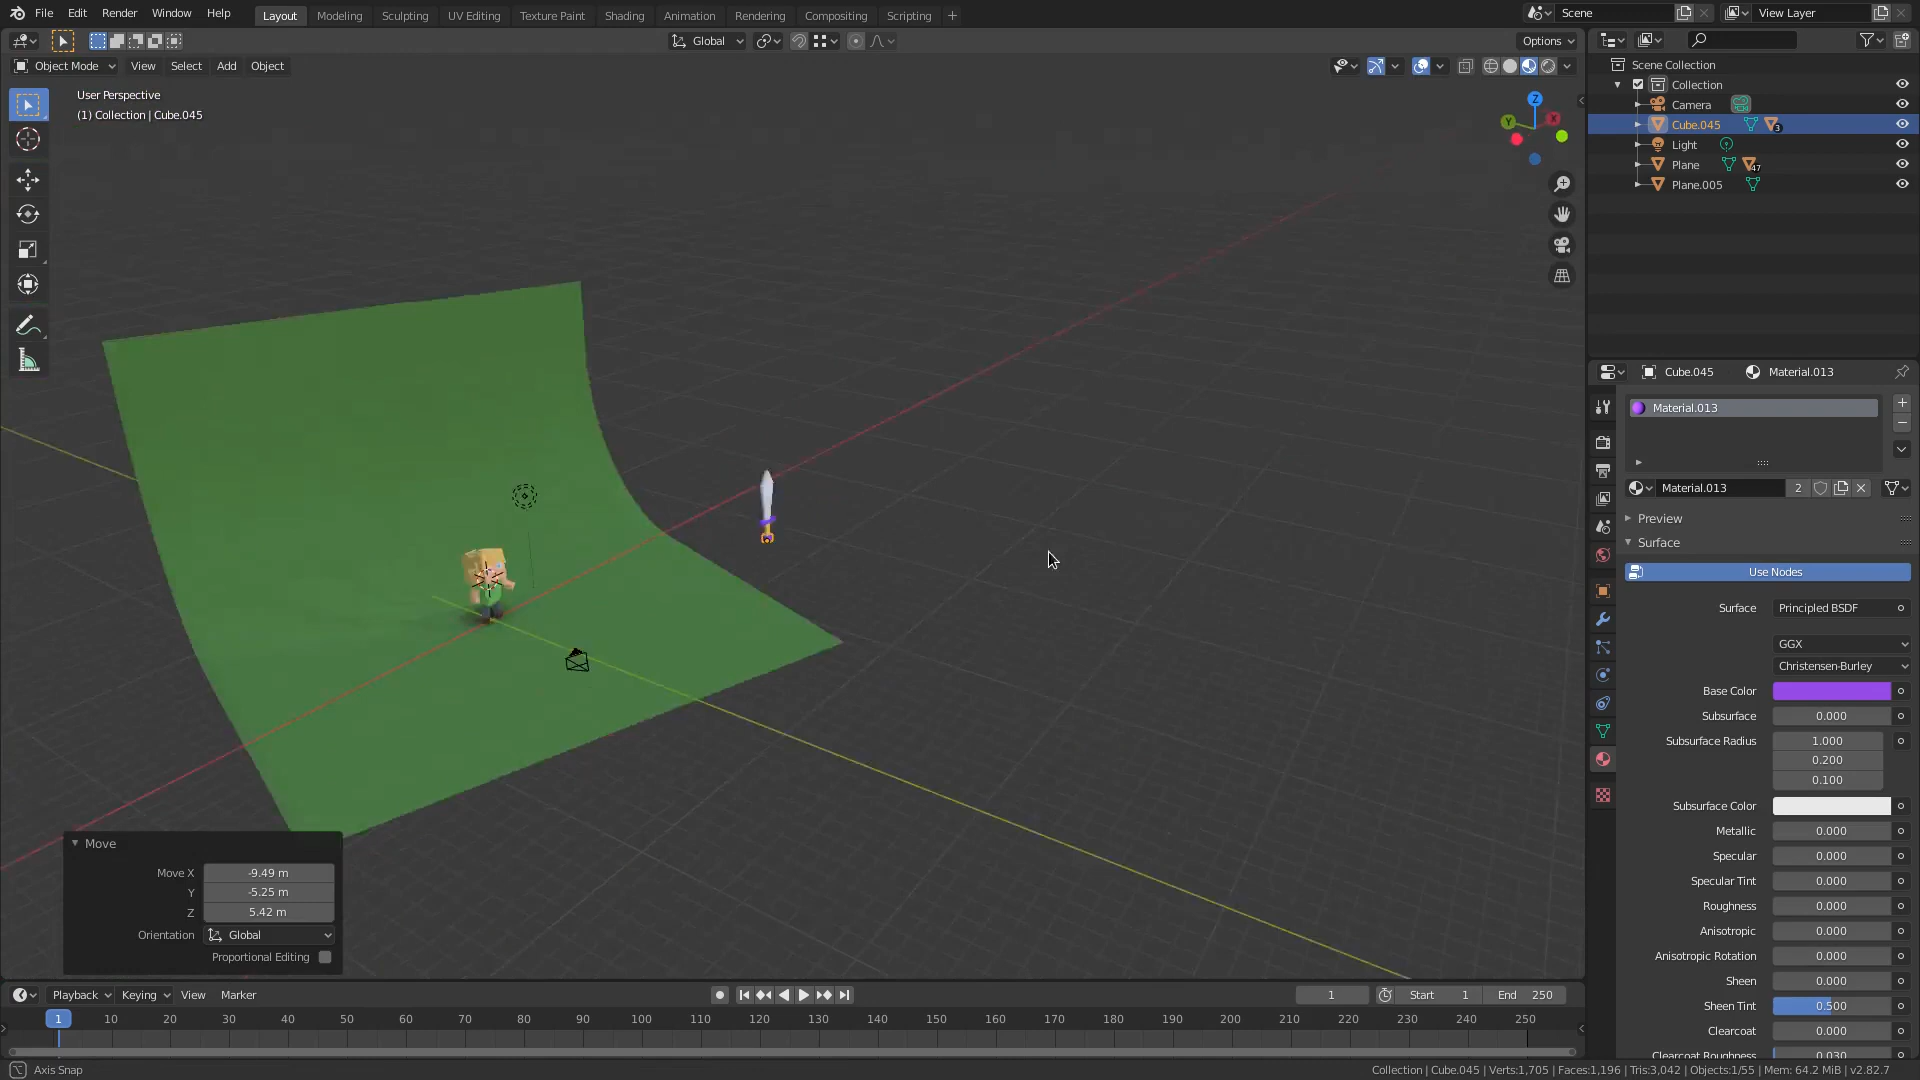 File Edit Render Window Help Layout Modeling Sculpting UV Editing Texture Paint Shading Animation Rendering Compositing Scripting + Scene View Layer
Global Options
Object Mode View Select Add Object
User Perspective
(1) Collection | Cube.045
Z
Y
X
Scene Collection
Collection
Camera
Cube.045 3
Light
Plane 47
Plane.005
Cube.045 Material.013
Material.013
Material.013 2
Preview
Surface
Use Nodes
Surface Principled BSDF
GGX
Christensen-Burley
Base Color
Subsurface 0.000
Subsurface Radius 1.000
0.200
0.100
Subsurface Color
Metallic 0.000
Specular 0.000
Specular Tint 0.000
Roughness 0.000
Anisotropic 0.000
Anisotropic Rotation 0.000
Sheen 0.000
Sheen Tint 0.500
Clearcoat 0.000
Clearcoat Roughness 0.030
Move
Move X -9.49 m
Y -5.25 m
Z 5.42 m
Orientation Global
Proportional Editing
Playback Keying View Marker 1 Start 1 End 250
1 10 20 30 40 50 60 70 80 90 100 110 120 130 140 150 160 170 180 190 200 210 220 230 240 250
Axis Snap
Collection | Cube.045 | Verts:1,705 | Faces:1,196 | Tris:3,042 | Objects:1/55 | Mem: 64.2 MiB | v2.82.7